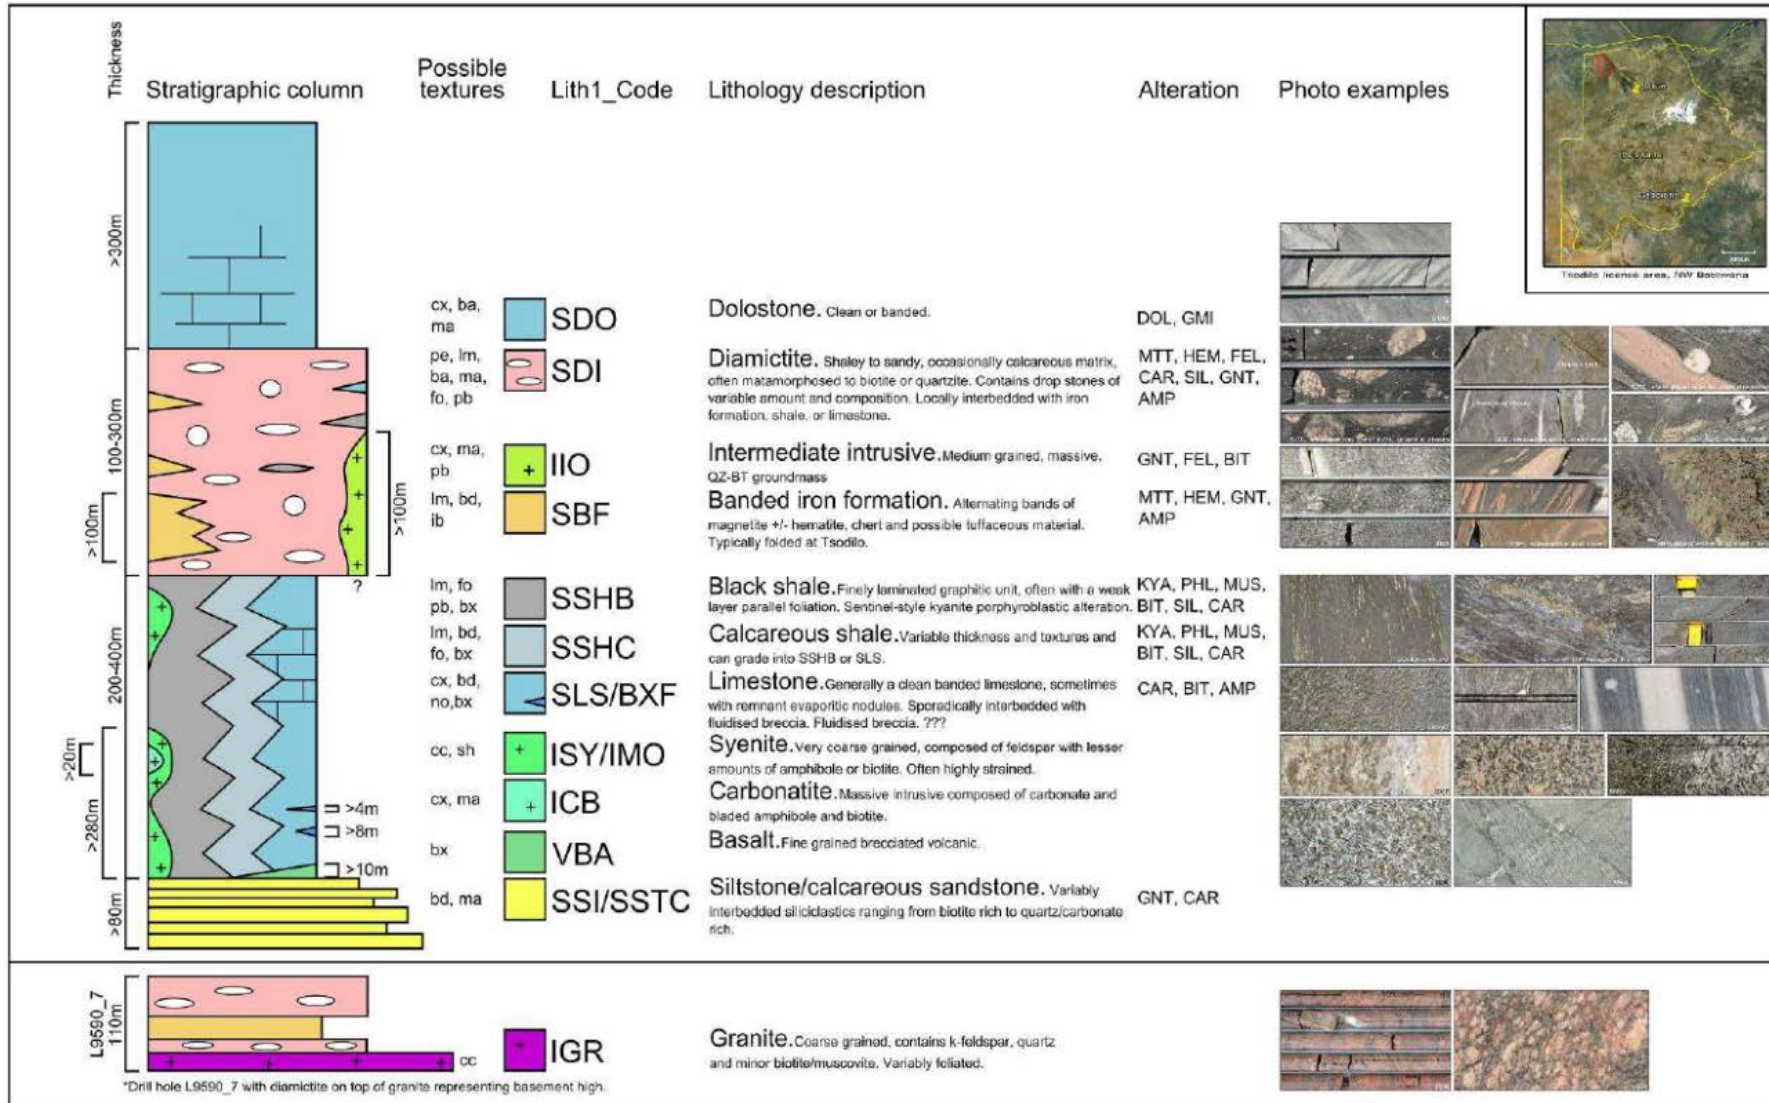 Thickness
Stratigraphic column
Possible
textures
Lith1_Code
Lithology description
Alteration
Photo examples
Tsodilo license area, NW Botswana
>300m
cx, ba,
ma
SDO
Dolostone. Clean or banded.
DOL, GMI
100-300m
>100m
>100m
?
pe, lm,
ba, ma,
fo, pb
SDI
Diamictite. Shaley to sandy, occasionally calcareous matrix,
often matamorphosed to biotite or quartzite. Contains drop stones of
variable amount and composition. Locally interbedded with iron
formation, shale, or limestone.
MTT, HEM, FEL,
CAR, SIL, GNT,
AMP
cx, ma,
pb
IIO
Intermediate intrusive. Medium grained, massive.
QZ-BT groundmass
GNT, FEL, BIT
lm, bd,
ib
SBF
Banded iron formation. Alternating bands of
magnetite +/- hematite, chert and possible tuffaceous material.
Typically folded at Tsodilo.
MTT, HEM, GNT,
AMP
200-400m
>20m
>280m
>4m
>8m
>10m
lm, fo
pb, bx
SSHB
Black shale. Finely laminated graphitic unit, often with a weak
layer parallel foliation. Sentinel-style kyanite porphyroblastic alteration.
KYA, PHL, MUS,
BIT, SIL, CAR
lm, bd,
fo, bx
SSHC
Calcareous shale. Variable thickness and textures and
can grade into SSHB or SLS.
KYA, PHL, MUS,
BIT, SIL, CAR
cx, bd,
no,bx
SLS/BXF
Limestone. Generally a clean banded limestone, sometimes
with remnant evaporitic nodules. Sporadically interbedded with
fluidised breccia. Fluidised breccia. ???
CAR, BIT, AMP
cc, sh
ISY/IMO
Syenite. Very coarse grained, composed of feldspar with lesser
amounts of amphibole or biotite. Often highly strained.
cx, ma
ICB
Carbonatite. Massive intrusive composed of carbonate and
bladed amphibole and biotite.
bx
VBA
Basalt. Fine grained brecciated volcanic.
>80m
bd, ma
SSI/SSTC
Siltstone/calcareous sandstone. Variably
interbedded siliciclastics ranging from biotite rich to quartz/carbonate
rich.
GNT, CAR
L9590_7
110m
cc
IGR
Granite. Coarse grained, contains k-feldspar, quartz
and minor biotite/muscovite. Variably foliated.
*Drill hole L9590_7 with diamictite on top of granite representing basement high.